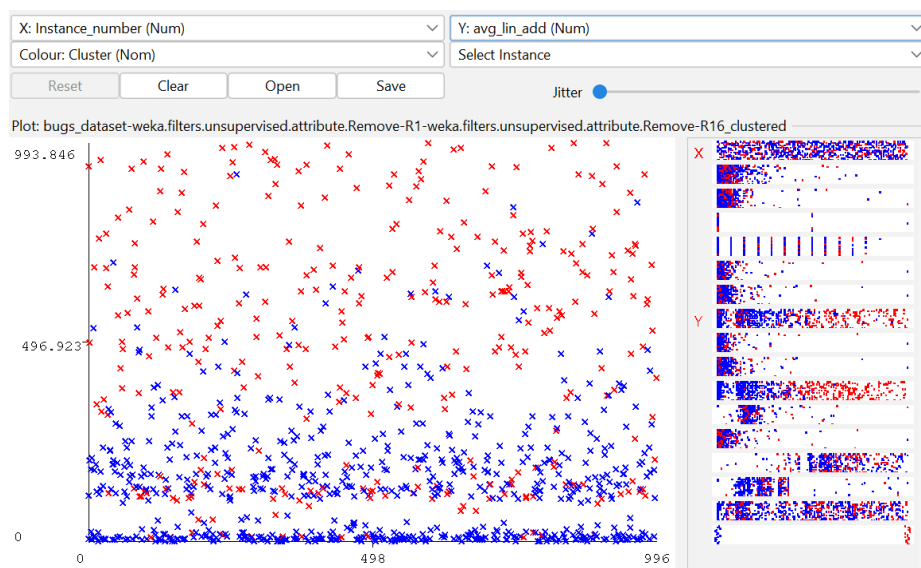 X: Instance_number (Num)
Y: avg_lin_add (Num)
Colour: Cluster (Nom)
Select Instance
Reset
Clear
Open
Save
Jitter
Plot: bugs_dataset-weka.filters.unsupervised.attribute.Remove-R1-weka.filters.unsupervised.attribute.Remove-R16_clustered
993.846
X
Y
496.923
0
0
498
996